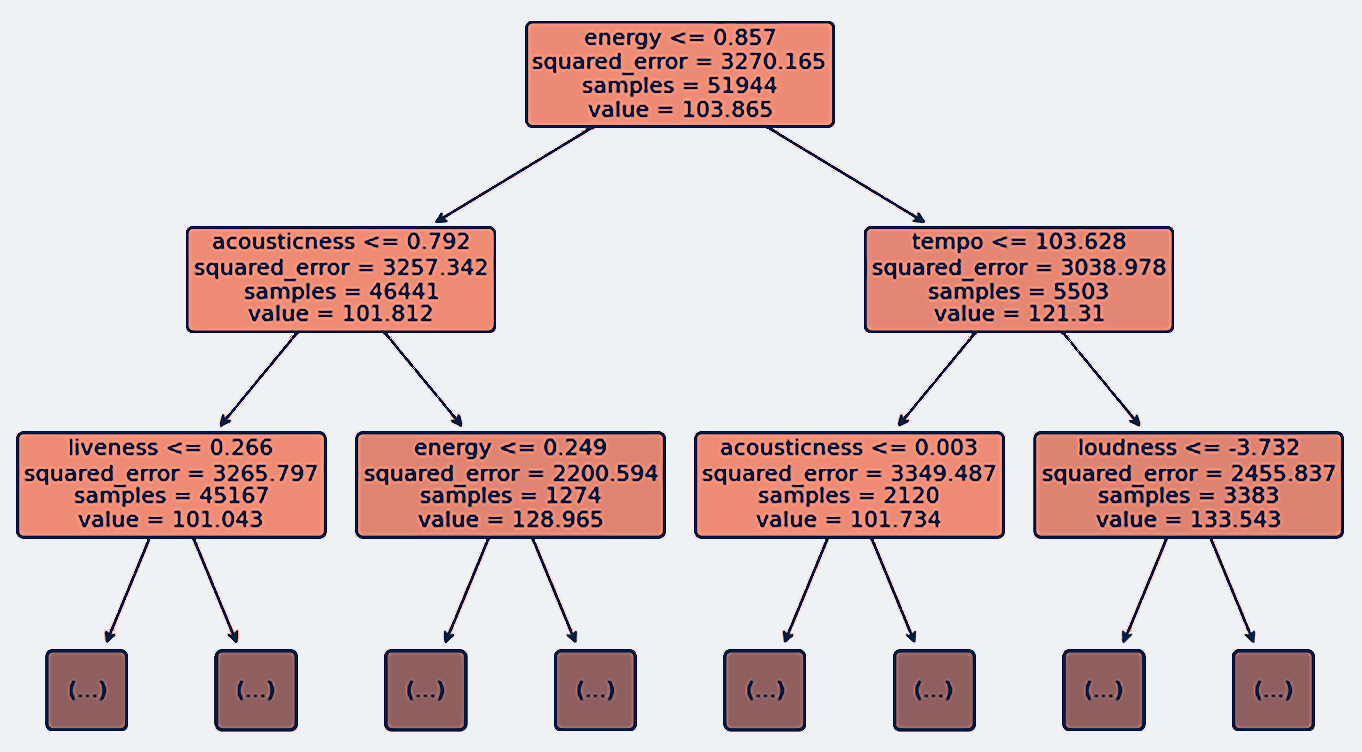 energy <= 0.857
squared_error = 3270.165
samples = 51944
value = 103.865
acousticness <= 0.792
squared_error = 3257.342
samples = 46441
value = 101.812
tempo <= 103.628
squared_error = 3038.978
samples = 5503
value = 121.31
liveness <= 0.266
squared_error = 3265.797
samples = 45167
value = 101.043
energy <= 0.249
squared_error = 2200.594
samples = 1274
value = 128.965
acousticness <= 0.003
squared_error = 3349.487
samples = 2120
value = 101.734
loudness <= -3.732
squared_error = 2455.837
samples = 3383
value = 133.543
(...)
(...)
(...)
(...)
(...)
(...)
(...)
(...)